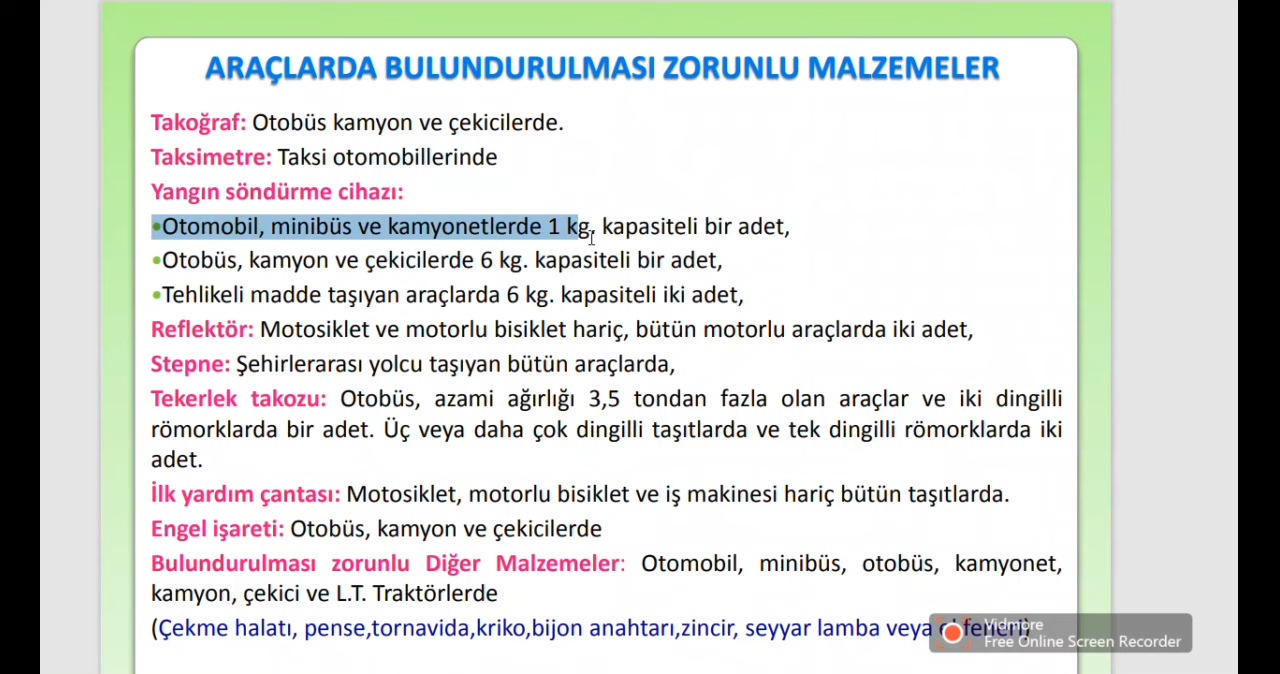 ARAÇLARDA BULUNDURULMASI ZORUNLU MALZEMELER
Takoğraf: Otobüs kamyon ve çekicilerde.
Taksimetre: Taksi otomobillerinde
Yangın söndürme cihazı:
•Otomobil, minibüs ve kamyonetlerde 1 kg. kapasiteli bir adet,
•Otobüs, kamyon ve çekicilerde 6 kg. kapasiteli bir adet,
•Tehlikeli madde taşıyan araçlarda 6 kg. kapasiteli iki adet,
Reflektör: Motosiklet ve motorlu bisiklet hariç, bütün motorlu araçlarda iki adet,
Stepne: Şehirlerarası yolcu taşıyan bütün araçlarda,
Tekerlek takozu: Otobüs, azami ağırlığı 3,5 tondan fazla olan araçlar ve iki dingilli
römorklarda bir adet. Üç veya daha çok dingilli taşıtlarda ve tek dingilli römorklarda iki
adet.
İlk yardım çantası: Motosiklet, motorlu bisiklet ve iş makinesi hariç bütün taşıtlarda.
Engel işareti: Otobüs, kamyon ve çekicilerde
Bulundurulması zorunlu Diğer Malzemeler: Otomobil, minibüs, otobüs, kamyonet,
kamyon, çekici ve L.T. Traktörlerde
(Çekme halatı, pense,tornavida,kriko,bijon anahtarı,zincir, seyyar lamba veya el feneri)
Vidmore
Free Online Screen Recorder